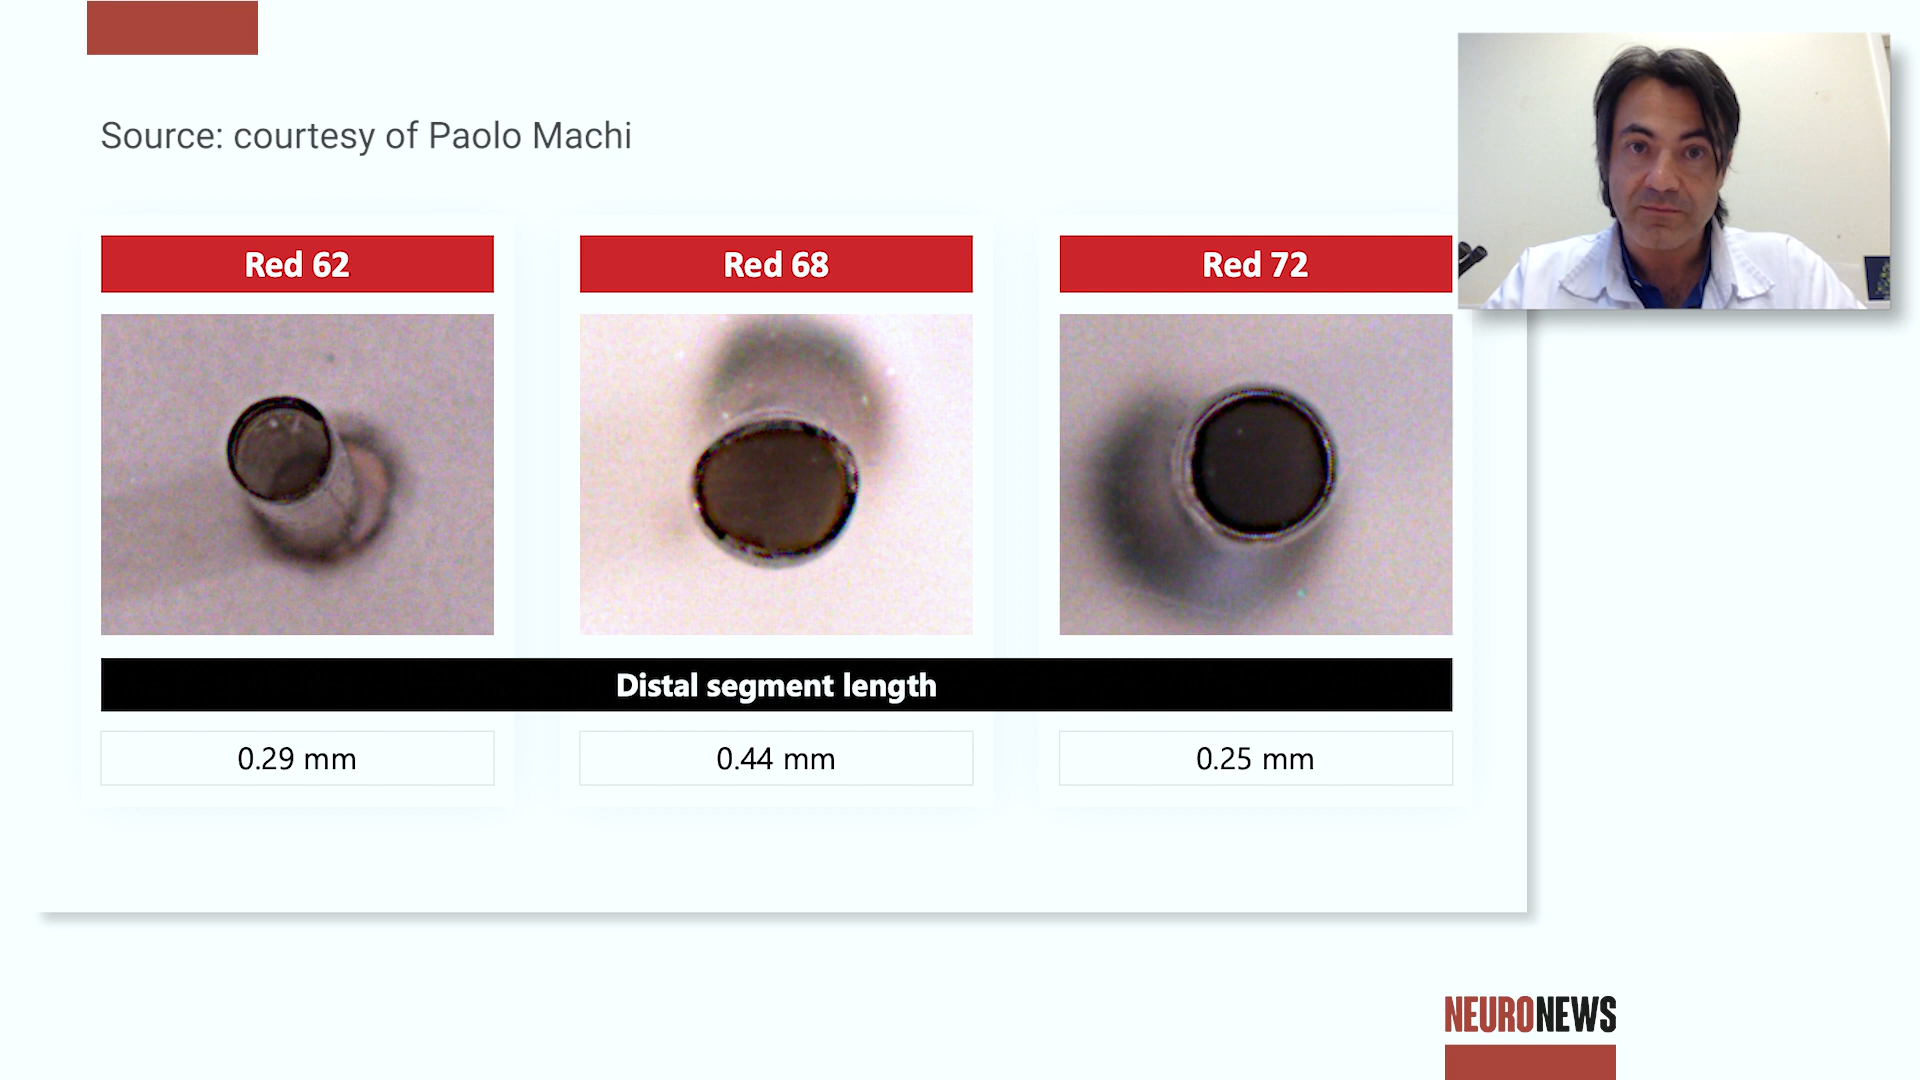 Source: courtesy of Paolo Machi
Red 62
Red 68
Red 72
Distal segment length
0.29 mm
0.44 mm
0.25 mm
NEURONEWS